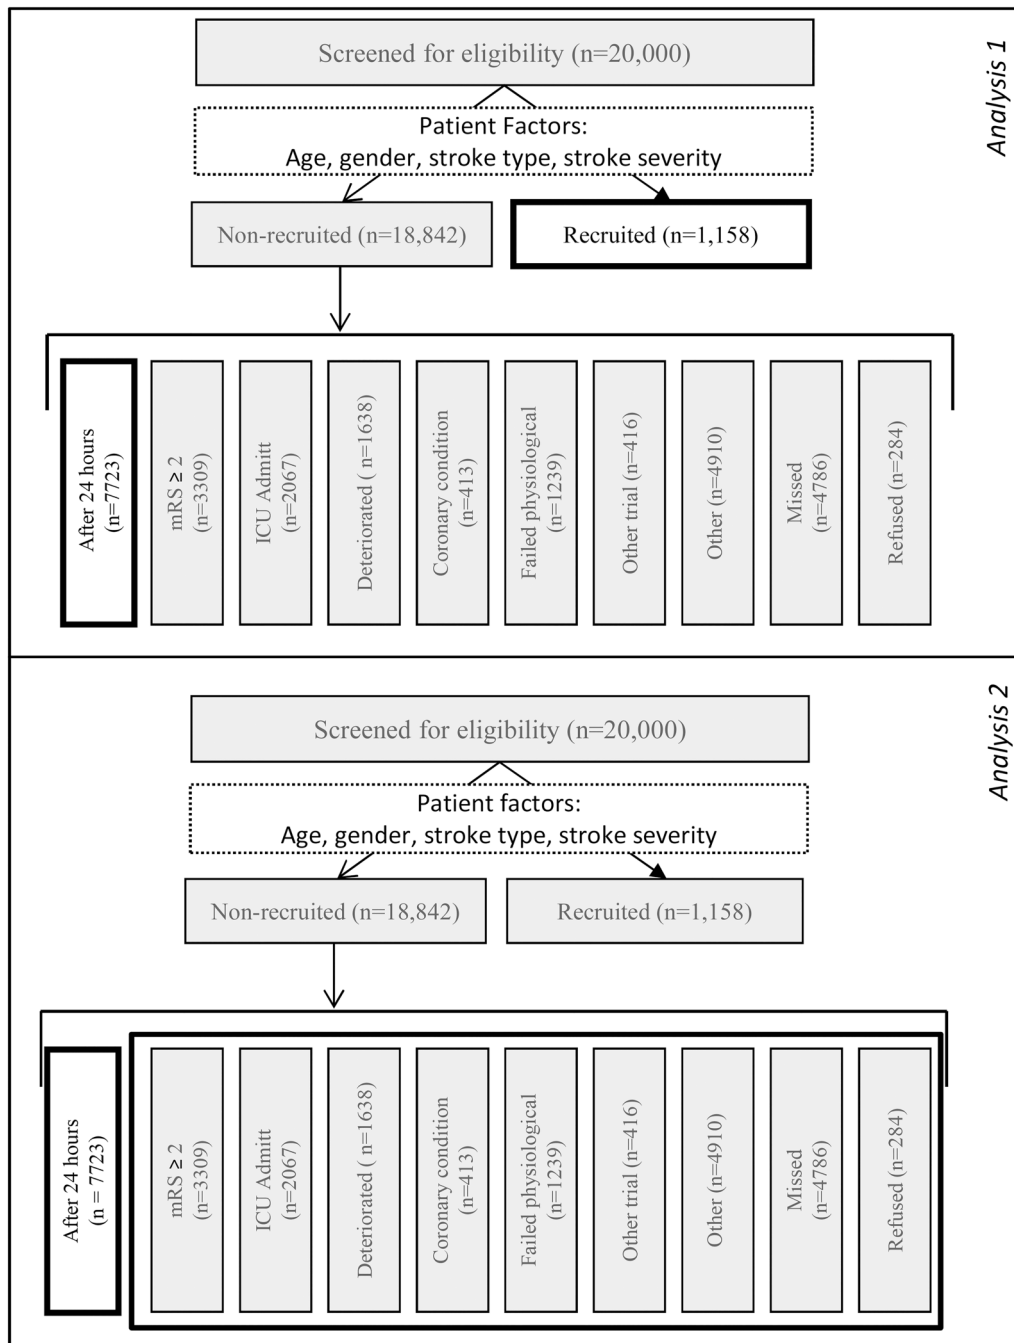 Analysis 1
Screened for eligibility (n=20,000)
Patient Factors:
Age, gender, stroke type, stroke severity
Non-recruited (n=18,842)
Recruited (n=1,158)
After 24 hours
(n=7723)
mRS ≥ 2
(n=3309)
ICU Admitt
(n=2067)
Deteriorated ( n=1638)
Coronary condition
(n=413)
Failed physiological
(n=1239)
Other trial (n=416)
Other (n=4910)
Missed
(n=4786)
Refused (n=284)
Analysis 2
Screened for eligibility (n=20,000)
Patient factors:
Age, gender, stroke type, stroke severity
Non-recruited (n=18,842)
Recruited (n=1,158)
After 24 hours
(n = 7723)
mRS ≥ 2
(n=3309)
ICU Admitt
(n=2067)
Deteriorated ( n=1638)
Coronary condition
(n=413)
Failed physiological
(n=1239)
Other trial (n=416)
Other (n=4910)
Missed
(n=4786)
Refused (n=284)